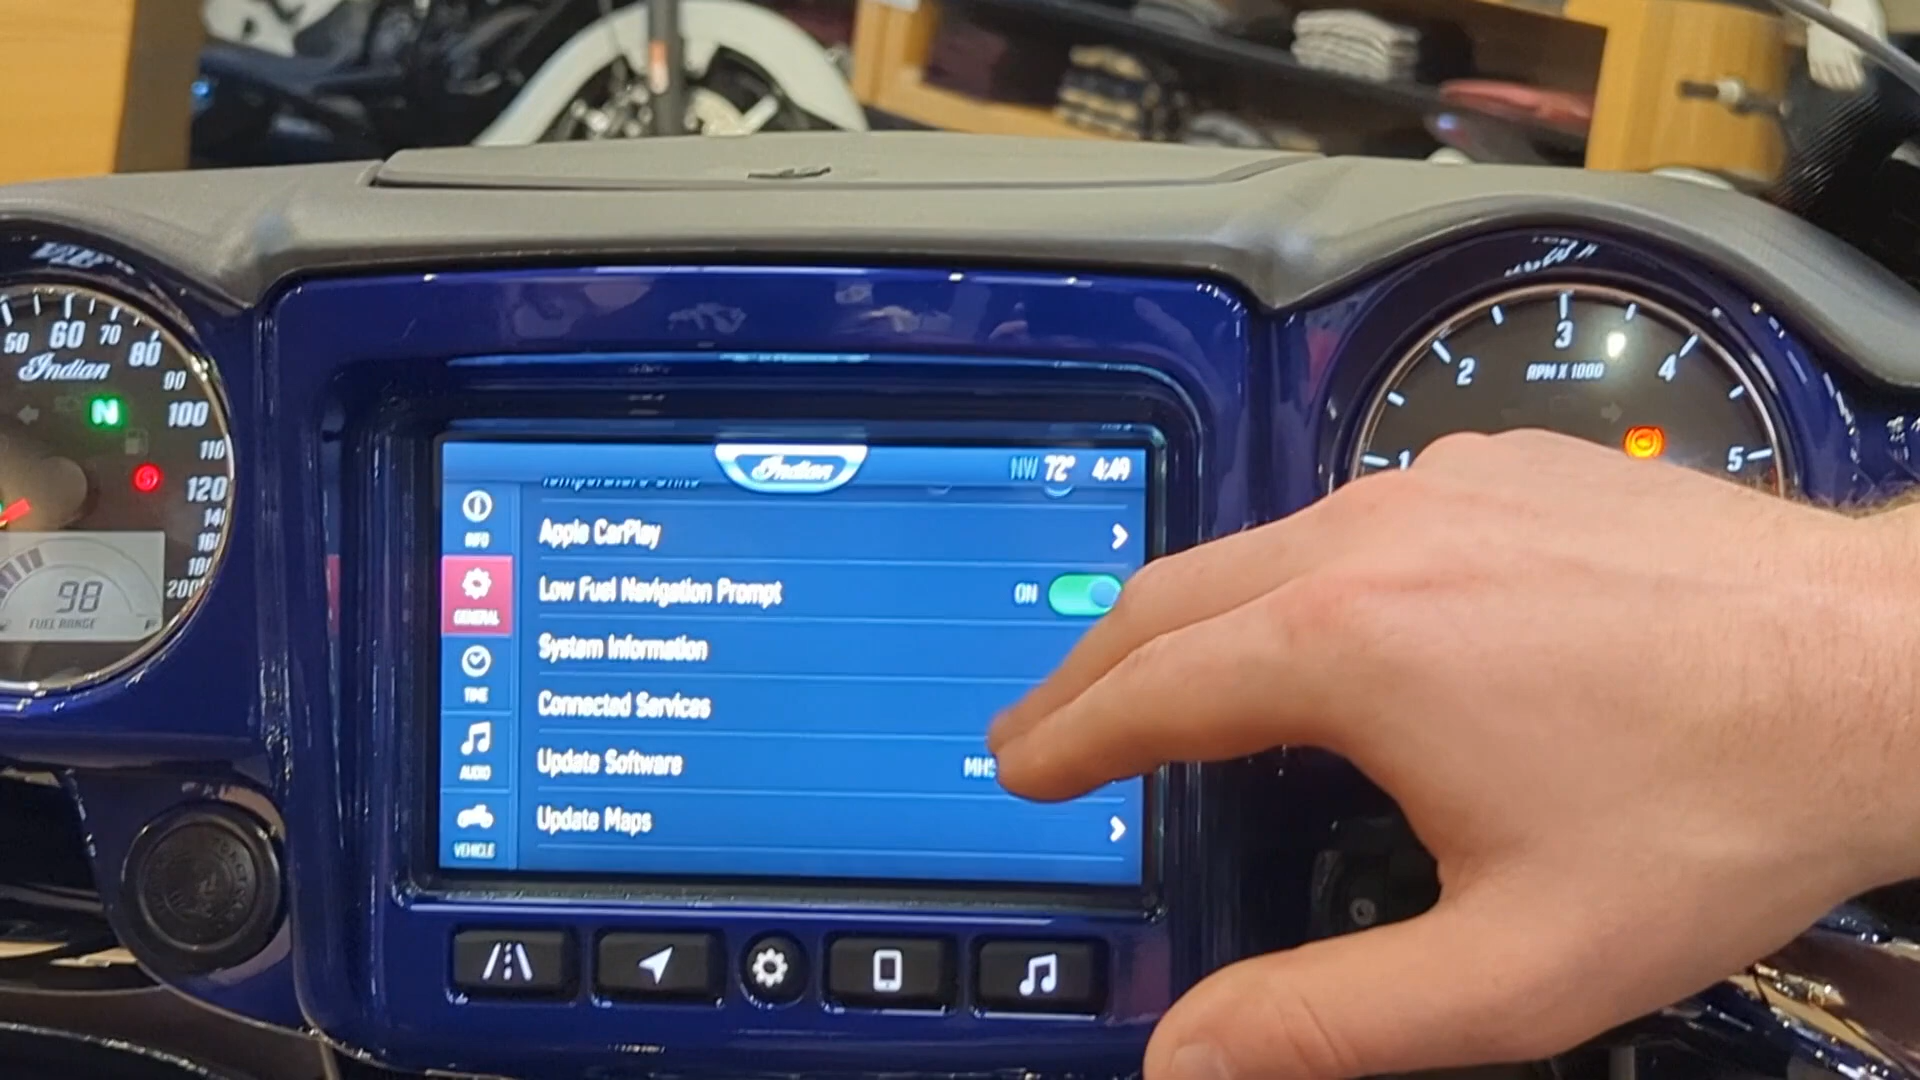 50 60 70 80 90 100 110 120
Indian
N
98
FUEL RANGE
F
Indian
NW 72° 4:49
INFO
GENERAL
TIME
AUDIO
VEHICLE
Apple CarPlay
Low Fuel Navigation Prompt ON
System Information
Connected Services
Update Software
Update Maps
1 2 3 4 5
RPM X 1000